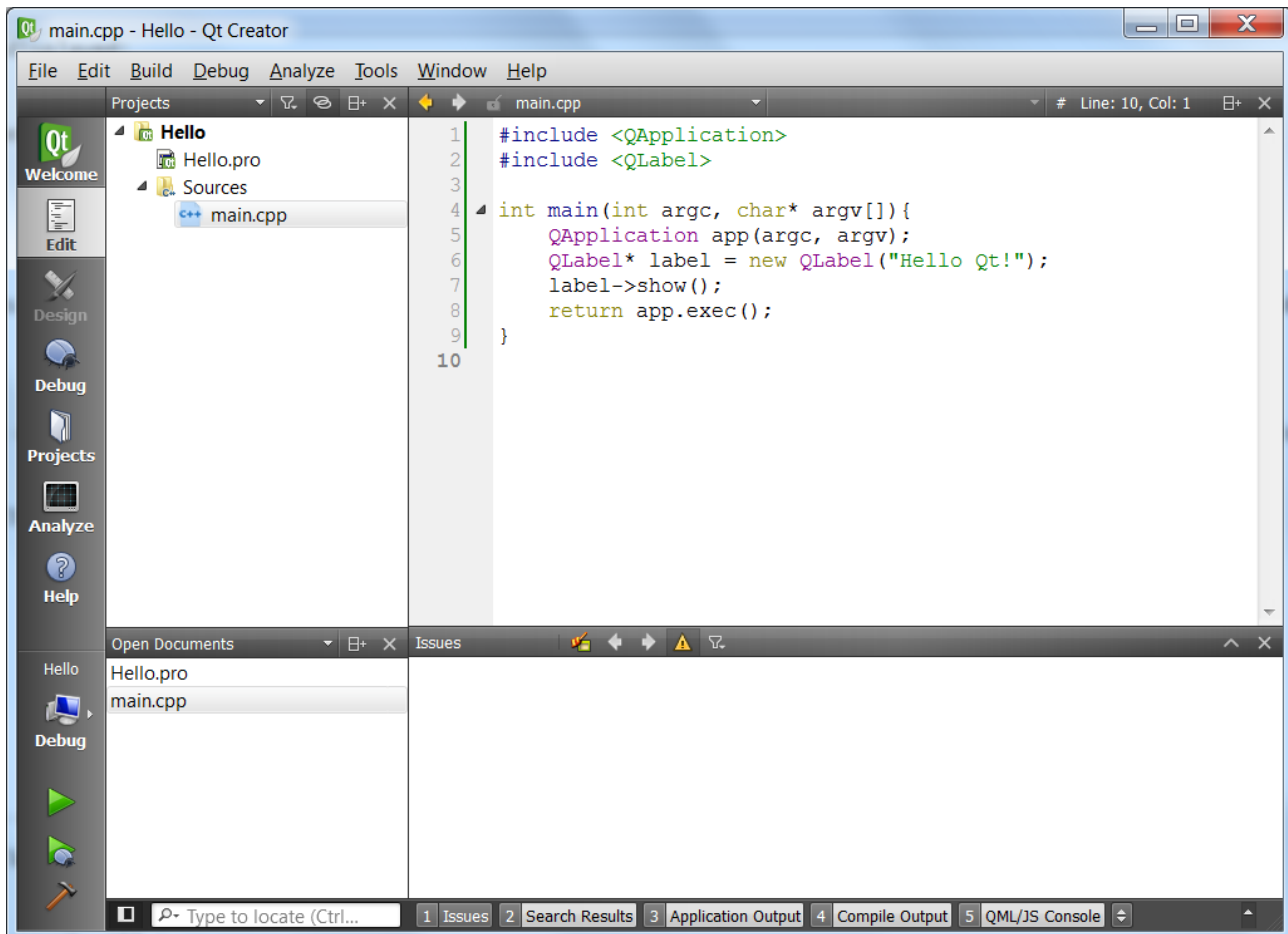 main.cpp - Hello - Qt Creator
File Edit Build Debug Analyze Tools Window Help
Projects
main.cpp
# Line: 10, Col: 1
Qt
Welcome
Edit
Design
Debug
Projects
Analyze
Help
Hello
Debug
Hello
Hello.pro
Sources
main.cpp
1 #include <QApplication>
2 #include <QLabel>
3
4 int main(int argc, char* argv[]){
5 QApplication app(argc, argv);
6 QLabel* label = new QLabel("Hello Qt!");
7 label->show();
8 return app.exec();
9 }
10
Open Documents
Hello.pro
main.cpp
Issues
Type to locate (Ctrl...
1 Issues 2 Search Results 3 Application Output 4 Compile Output 5 QML/JS Console